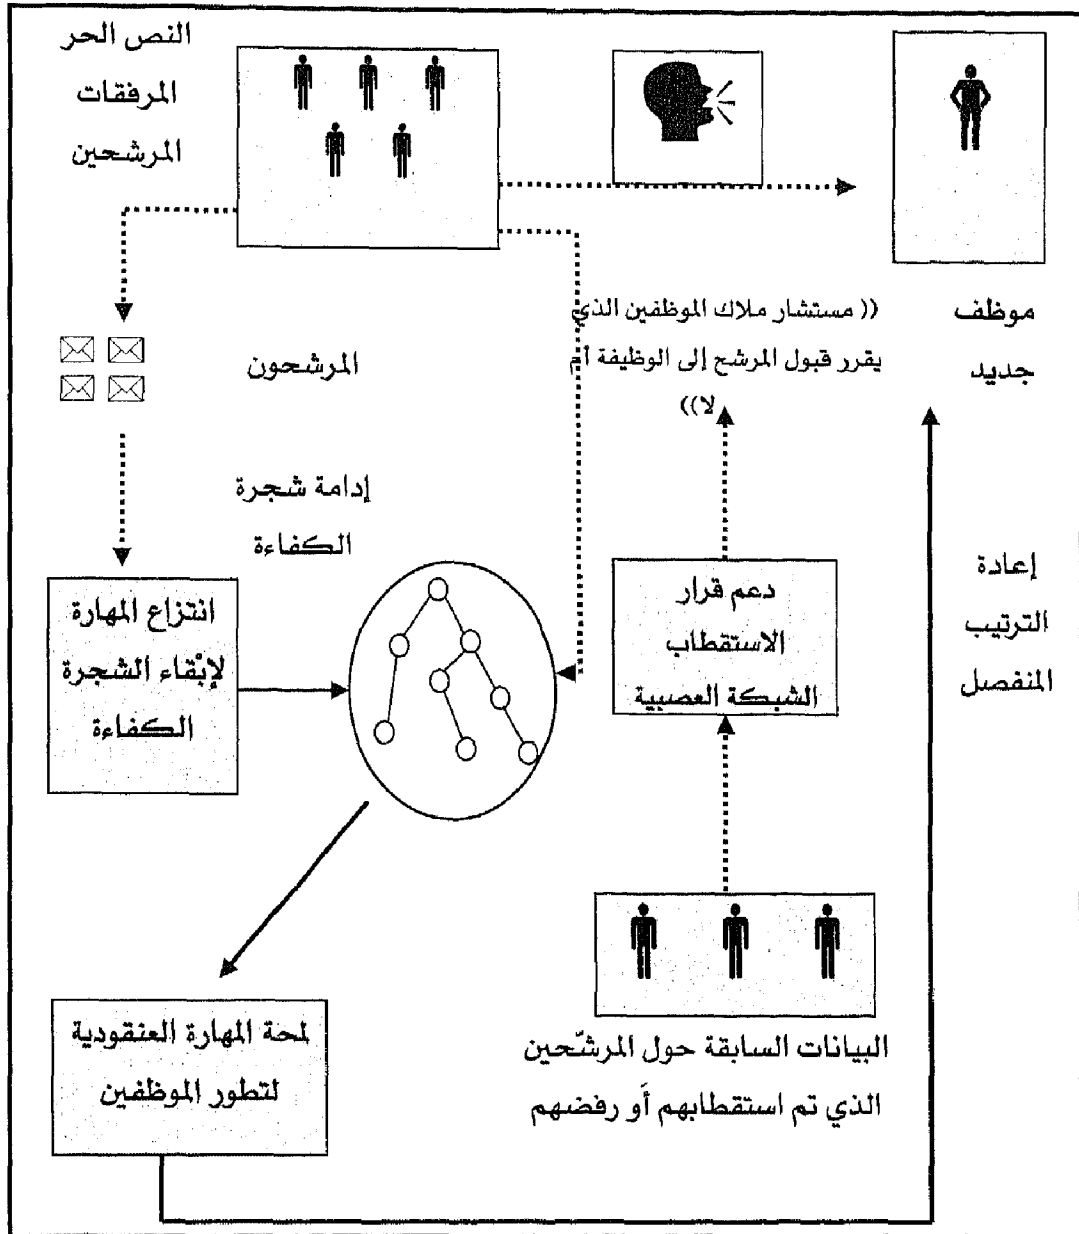 النص الحر
المرفقات
المرشحين
موظف
جديد
(( مستشار ملاك الموظفين الذي
يقرر قبول المرشح إلى الوظيفة أم
لا))
المرشحون
إدامة شجرة
الكفاءة
انتزاع المهارة
لإبْقاء الشجرة
الكفاءة
دعم قرار
الاستقطاب
الشبكة العصبية
إعادة
الترتيب
المنفصل
لمحة المهارة العنقودية
لتطور الموظفين
البيانات السابقة حول المرشّحين
الذي تم استقطابهم أَو رفضهم